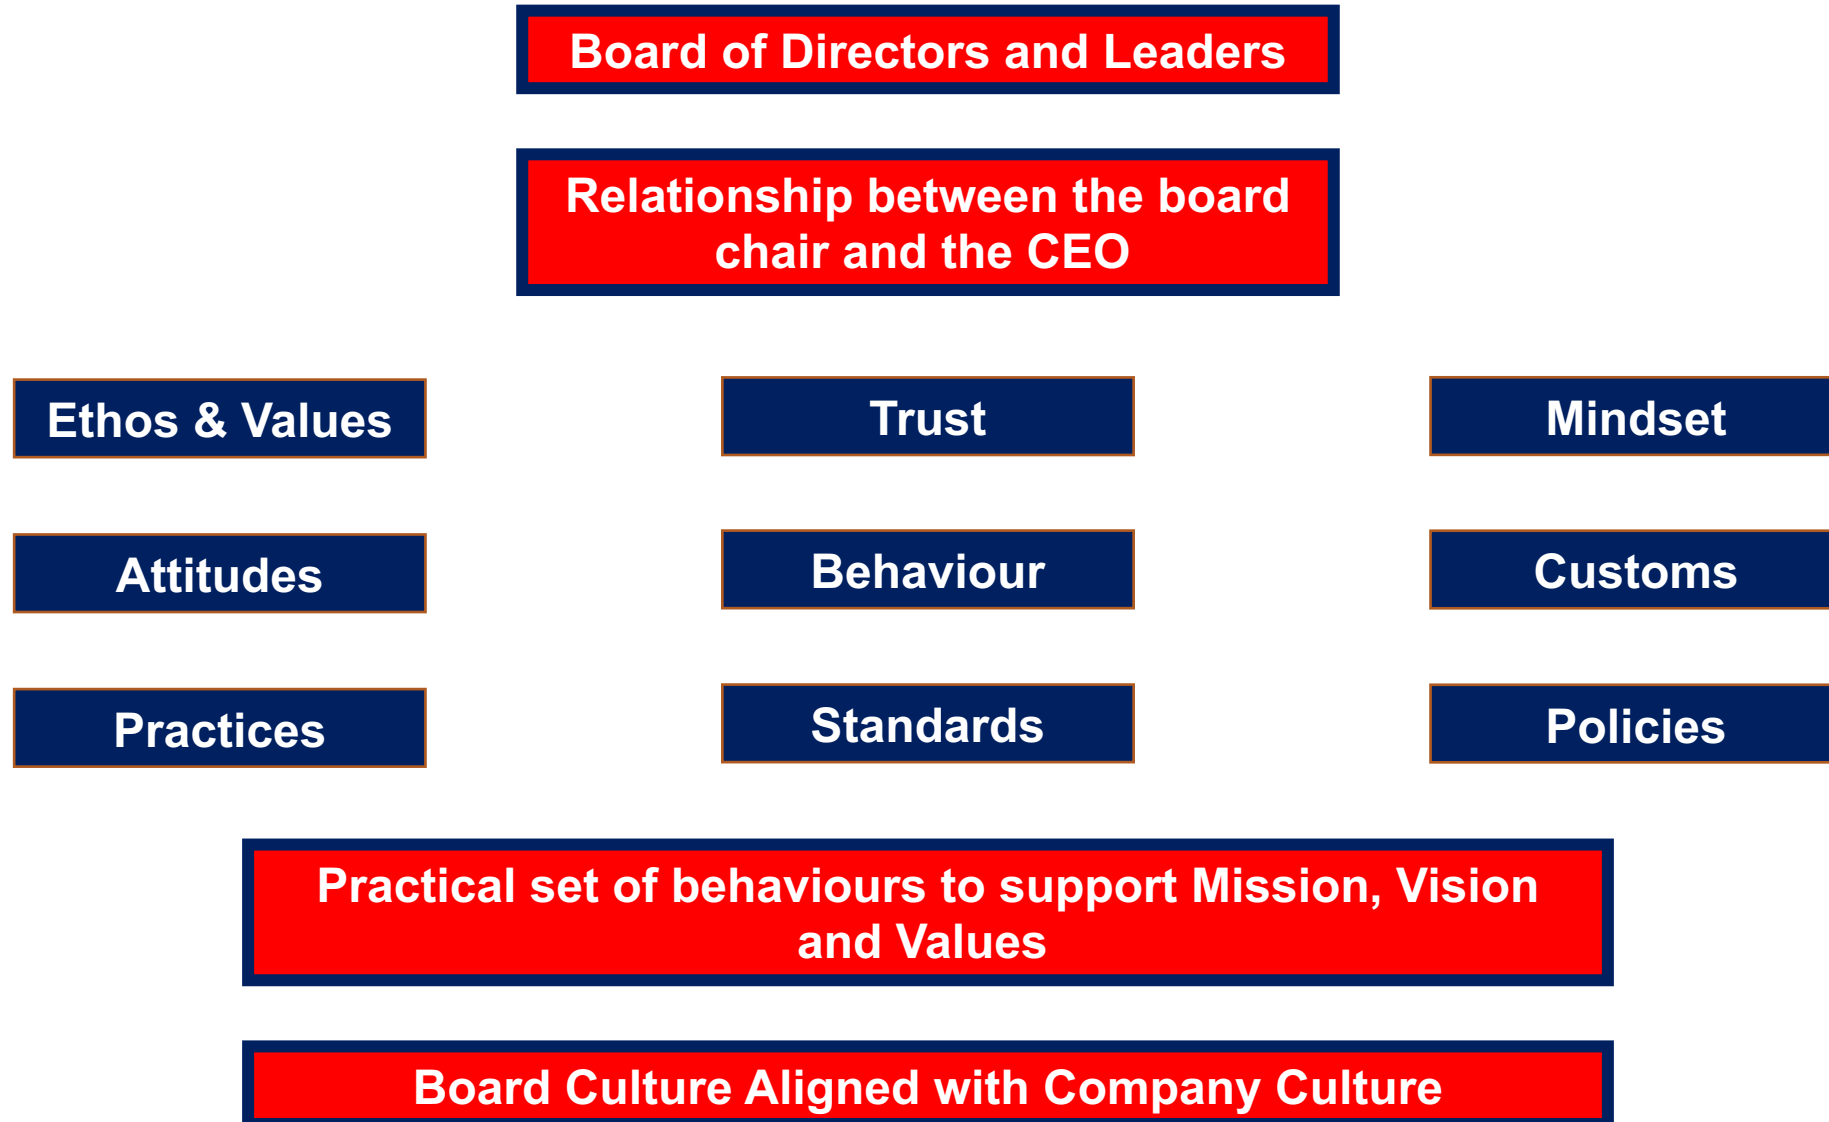 Board of Directors and Leaders
Relationship between the board
chair and the CEO
Ethos & Values
Trust
Mindset
Attitudes
Behaviour
Customs
Practices
Standards
Policies
Practical set of behaviours to support Mission, Vision
and Values
Board Culture Aligned with Company Culture